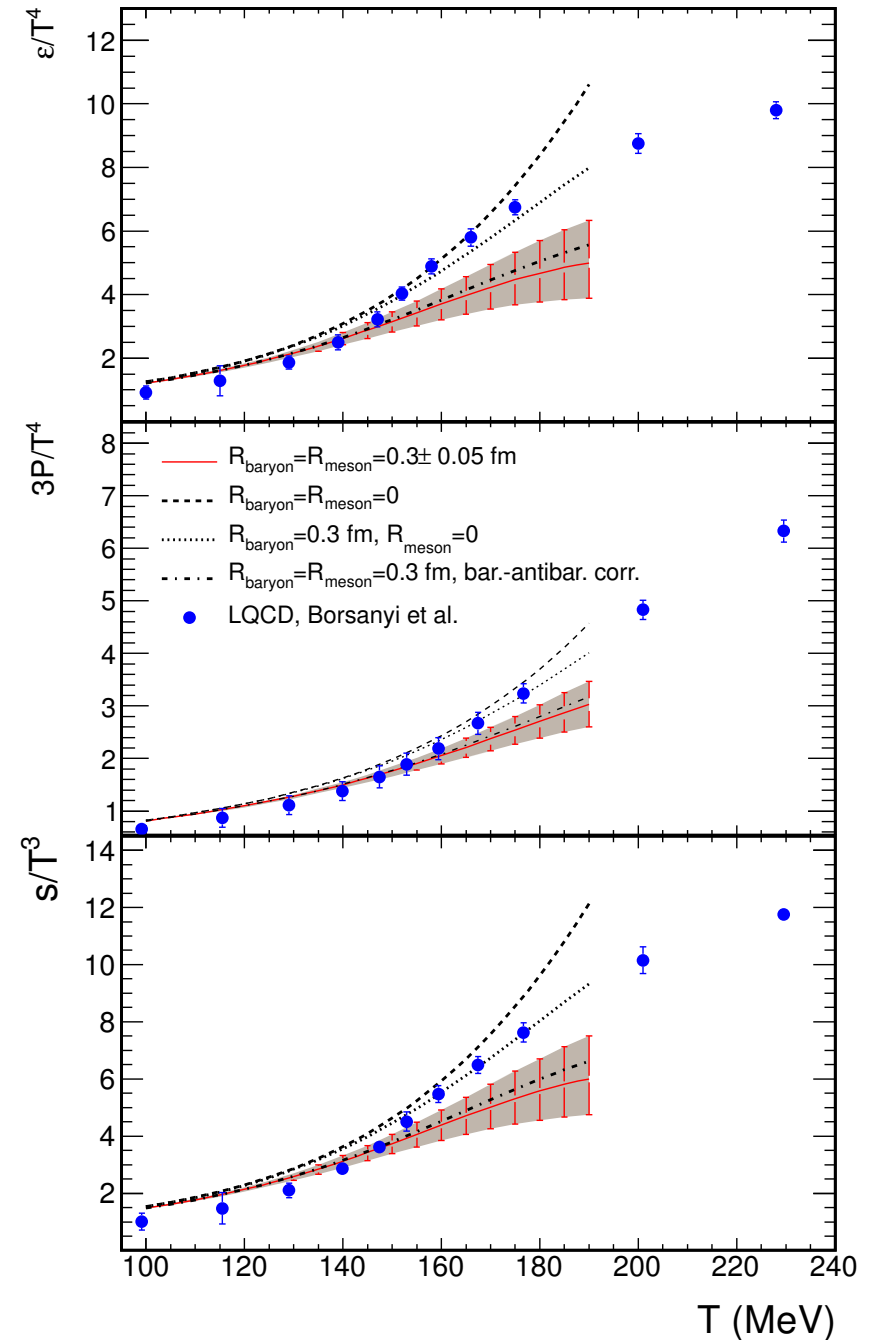 ε/T⁴
12
10
8
6
4
2
3P/T⁴
8
7
6
5
4
3
2
1
R_baryon=R_meson=0.3± 0.05 fm
R_baryon=R_meson=0
R_baryon=0.3 fm, R_meson=0
R_baryon=R_meson=0.3 fm, bar.-antibar. corr.
LQCD, Borsanyi et al.
s/T³
14
12
10
8
6
4
2
100 120 140 160 180 200 220 240
T (MeV)